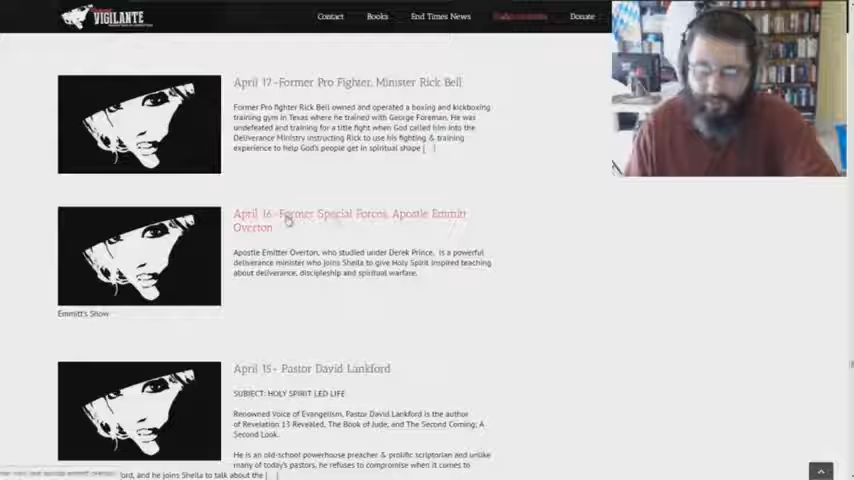 VIGILANTE
Contact
Books
End Times News
Donate
April 17-Former Pro Fighter, Minister Rick Bell
Former Pro fighter Rick Bell owned and operated a boxing and kickboxing
training gym in Texas where he trained with George Foreman. He was
undefeated and training for a title fight when God called him into the
Deliverance Ministry instructing Rick to use his fighting & training
experience to help God's people get in spiritual shape [...]
April 16-Former Special Forces, Apostle Emmitt
Overton
Apostle Emitter Overton, who studied under Derek Prince, is a powerful
deliverance minister who joins Sheila to give Holy Spirit inspired teaching
about deliverance, discipleship and spiritual warfare.
Emmitt's Show
April 15- Pastor David Lankford
SUBJECT: HOLY SPIRIT LED LIFE
Renowned Voice of Evangelism, Pastor David Lankford is the author
of Revelation 13 Revealed, The Book of Jude, and The Second Coming; A
Second Look.
He is an old-school powerhouse preacher & prolific scriptorian and unlike
many of today's pastors, he refuses to compromise when it comes to
ord, and he joins Sheila to talk about the [...]